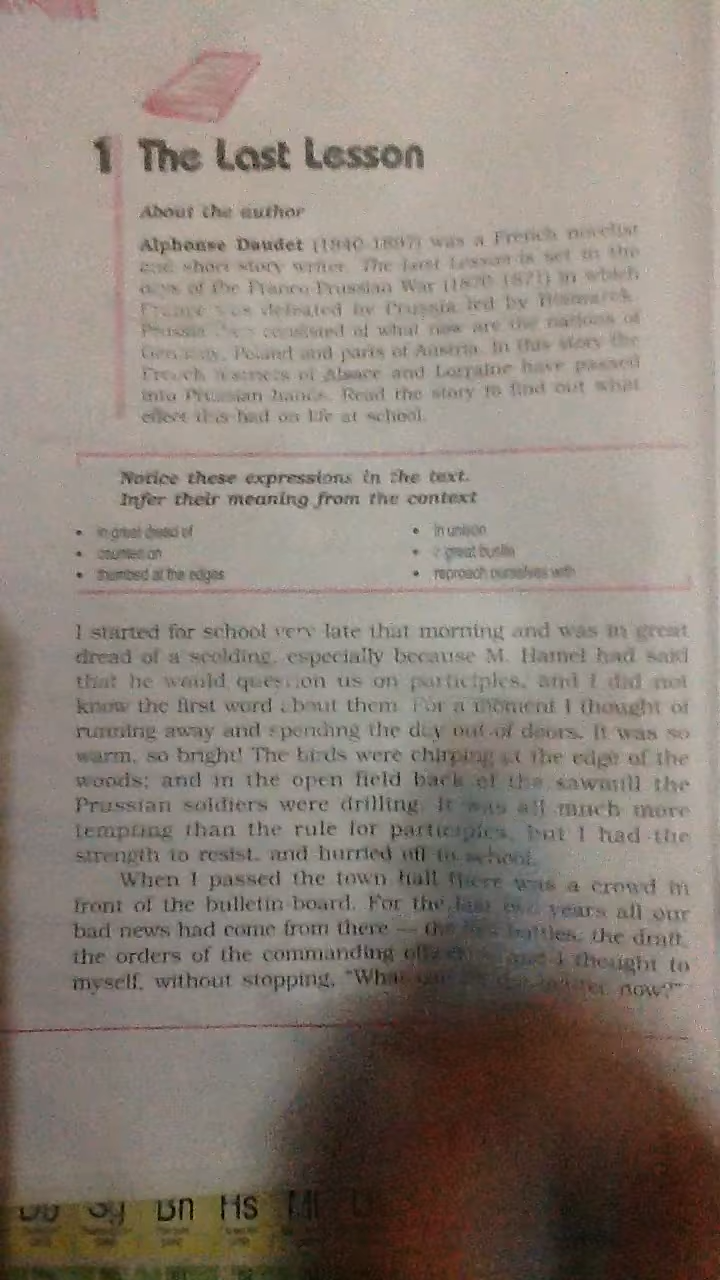 1 The Last Lesson
About the author
Alphonse Daudet (1840-1897) was a French novelist
and short story writer. The Last Lesson is set in the
days of the Franco-Prussian War (1870-1871) in which
France was defeated by Prussia led by Bismarck.
Prussia then consisted of what now are the nations of
Germany, Poland and parts of Austria. In this story the
French districts of Alsace and Lorraine have passed
into Prussian hands. Read the story to find out what
effect this had on life at school.
Notice these expressions in the text.
Infer their meaning from the context
• in great dread of
• in unison
• counted on
• a great bustle
• thumbed at the edges
• reproach ourselves with
I started for school very late that morning and was in great
dread of a scolding, especially because M. Hamel had said
that he would question us on participles, and I did not
know the first word about them. For a moment I thought of
running away and spending the day out of doors. It was so
warm, so bright! The birds were chirping at the edge of the
woods; and in the open field back of the sawmill the
Prussian soldiers were drilling. It was all much more
tempting than the rule for participles, but I had the
strength to resist, and hurried off to school.
When I passed the town hall there was a crowd in
front of the bulletin-board. For the last two years all our
bad news had come from there — the lost battles, the draft,
the orders of the commanding officer — and I thought to
myself, without stopping, "What can be the matter now?"
Db Sg Bh Hs Mt